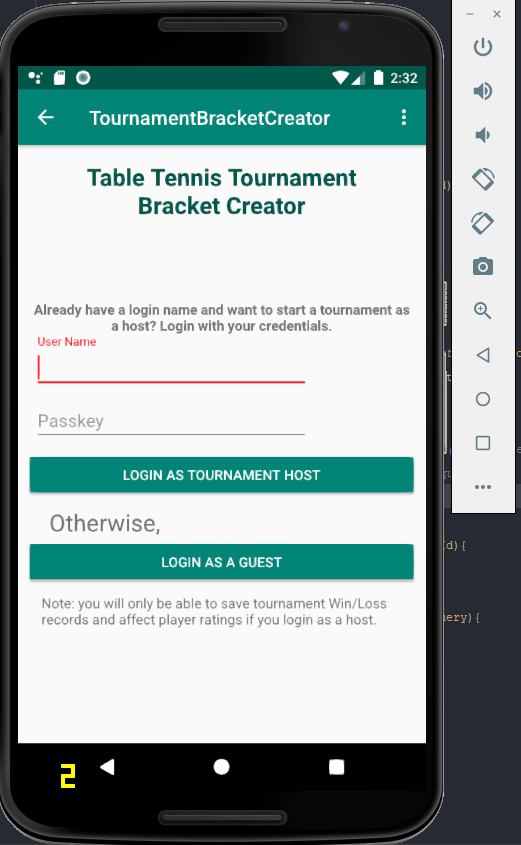 2:32
TournamentBracketCreator
Table Tennis Tournament
Bracket Creator
Already have a login name and want to start a tournament as
a host? Login with your credentials.
User Name
Passkey
LOGIN AS TOURNAMENT HOST
Otherwise,
LOGIN AS A GUEST
Note: you will only be able to save tournament Win/Loss
records and affect player ratings if you login as a host.
2
d){
uery){